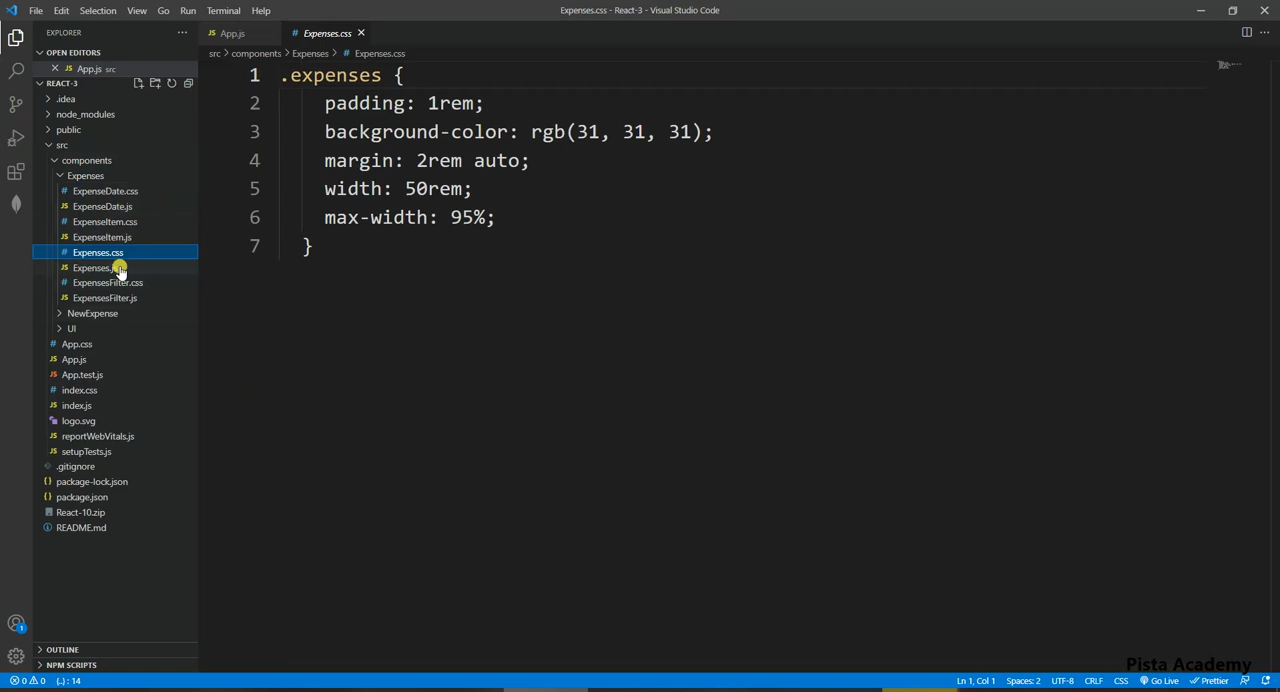 File Edit Selection View Go Run Terminal Help
Expenses.css - React-3 - Visual Studio Code
EXPLORER
OPEN EDITORS
App.js src
REACT-3
.idea
node_modules
public
src
components
Expenses
ExpenseDate.css
ExpenseDate.js
ExpenseItem.css
ExpenseItem.js
Expenses.css
Expenses.
ExpensesFilter.css
ExpensesFilter.js
NewExpense
UI
App.css
App.js
App.test.js
index.css
index.js
logo.svg
reportWebVitals.js
setupTests.js
.gitignore
package-lock.json
package.json
React-10.zip
README.md
OUTLINE
NPM SCRIPTS
App.js
Expenses.css
src > components > Expenses > # Expenses.css
1 .expenses {
2 padding: 1rem;
3 background-color: rgb(31, 31, 31);
4 margin: 2rem auto;
5 width: 50rem;
6 max-width: 95%;
7 }
Pista Academy
0 0 {..} : 14
Ln 1, Col 1 Spaces: 2 UTF-8 CRLF CSS Go Live Prettier